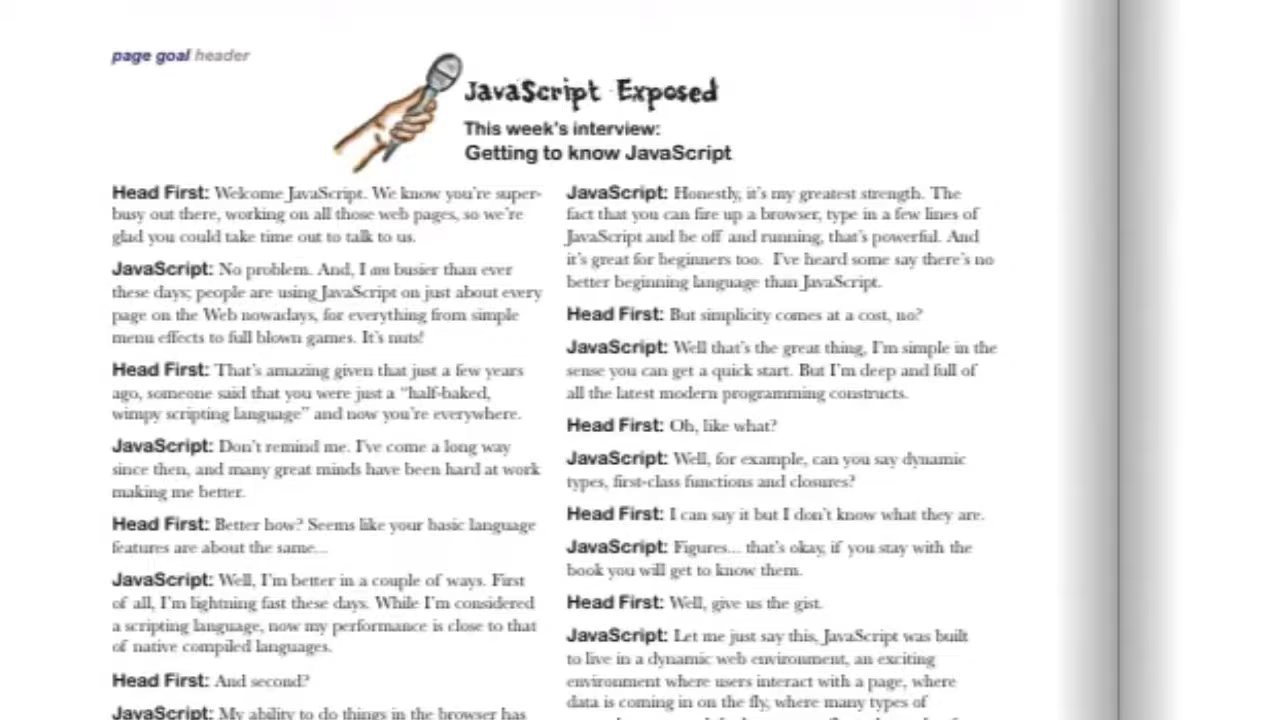 page goal header
JavaScript Exposed
This week's interview:
Getting to know JavaScript
Head First: Welcome JavaScript. We know you're super-
busy out there, working on all those web pages, so we're
glad you could take time out to talk to us.
JavaScript: No problem. And, I am busier than ever
these days; people are using JavaScript on just about every
page on the Web nowadays, for everything from simple
menu effects to full blown games. It's nuts!
Head First: That's amazing given that just a few years
ago, someone said that you were just a "half-baked,
wimpy scripting language" and now you're everywhere.
JavaScript: Don't remind me. I've come a long way
since then, and many great minds have been hard at work
making me better.
Head First: Better how? Seems like your basic language
features are about the same...
JavaScript: Well, I'm better in a couple of ways. First
of all, I'm lightning fast these days. While I'm considered
a scripting language, now my performance is close to that
of native compiled languages.
Head First: And second?
JavaScript: My ability to do things in the browser has
JavaScript: Honestly, it's my greatest strength. The
fact that you can fire up a browser, type in a few lines of
JavaScript and be off and running, that's powerful. And
it's great for beginners too. I've heard some say there's no
better beginning language than JavaScript.
Head First: But simplicity comes at a cost, no?
JavaScript: Well that's the great thing, I'm simple in the
sense you can get a quick start. But I'm deep and full of
all the latest modern programming constructs.
Head First: Oh, like what?
JavaScript: Well, for example, can you say dynamic
types, first-class functions and closures?
Head First: I can say it but I don't know what they are.
JavaScript: Figures... that's okay, if you stay with the
book you will get to know them.
Head First: Well, give us the gist.
JavaScript: Let me just say this, JavaScript was built
to live in a dynamic web environment, an exciting
environment where users interact with a page, where
data is coming in on the fly, where many types of